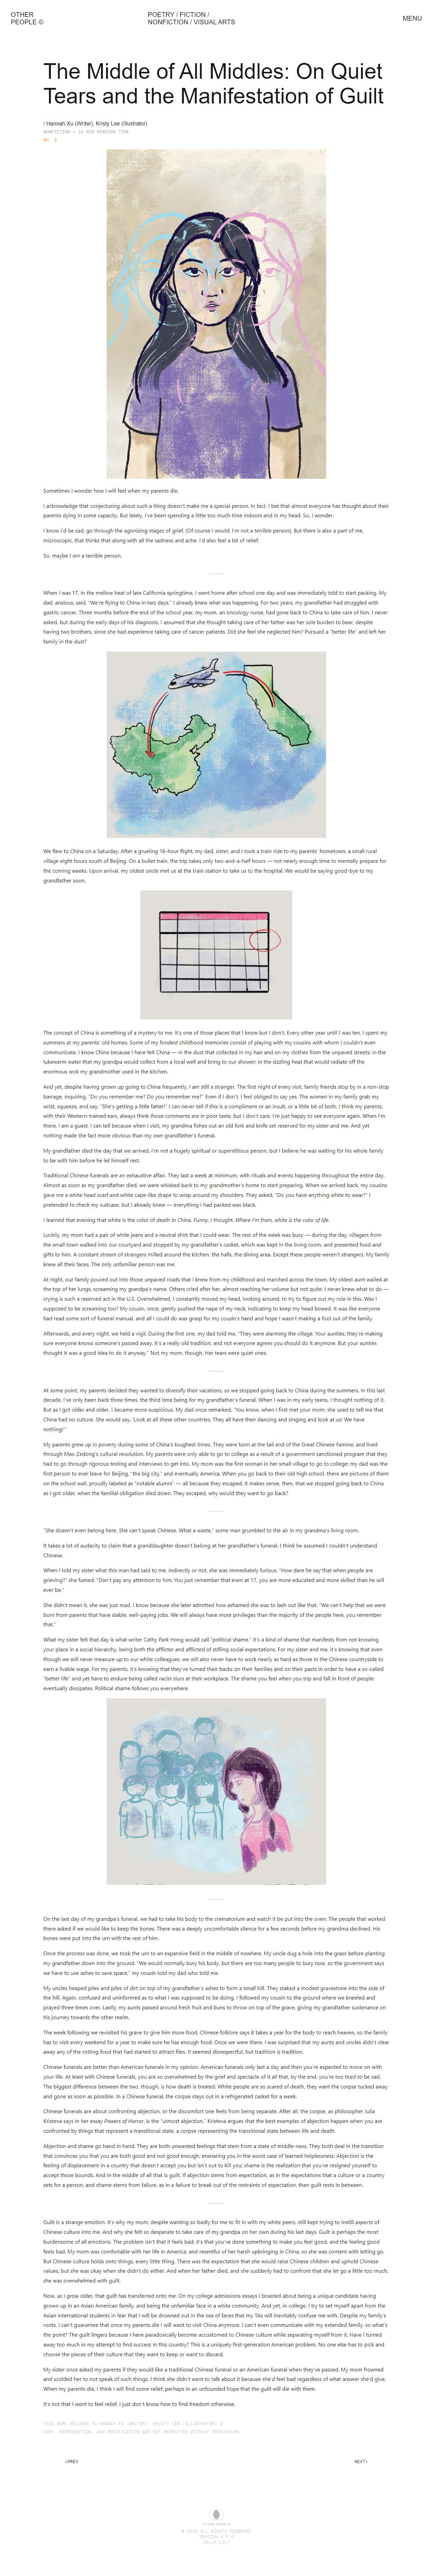 OTHER
PEOPLE ©
POETRY / FICTION /
NONFICTION / VISUAL ARTS
MENU
The Middle of All Middles: On Quiet
Tears and the Manifestation of Guilt
/ Hannah Xu (Writer), Kristy Lee (Illustrator)
NONFICTION – 14 MIN READING TIME
NO. 3
Sometimes I wonder how I will feel when my parents die.
I acknowledge that conjecturing about such a thing doesn't make me a special person. In fact, I bet that almost everyone has thought about their
parents dying in some capacity. But lately, I've been spending a little too much time indoors and in my head. So, I wonder.
I know I'd be sad, go through the agonizing stages of grief. (Of course I would; I'm not a terrible person). But there is also a part of me,
microscopic, that thinks that along with all the sadness and ache, I'd also feel a bit of relief.
So, maybe I am a terrible person.
When I was 17, in the mellow heat of late California springtime, I went home after school one day and was immediately told to start packing. My
dad, anxious, said, "We're flying to China in two days." I already knew what was happening. For two years, my grandfather had struggled with
gastric cancer. Three months before the end of the school year, my mom, an oncology nurse, had gone back to China to take care of him. I never
asked, but during the early days of his diagnosis, I assumed that she thought taking care of her father was her sole burden to bear, despite
having two brothers, since she had experience taking care of cancer patients. Did she feel she neglected him? Pursued a "better life" and left her
family in the dust?
We flew to China on a Saturday. After a grueling 16-hour flight, my dad, sister, and I took a train ride to my parents' hometown, a small rural
village eight hours south of Beijing. On a bullet train, the trip takes only two-and-a-half hours — not nearly enough time to mentally prepare for
the coming weeks. Upon arrival, my oldest uncle met us at the train station to take us to the hospital. We would be saying good-bye to my
grandfather soon.
The concept of China is something of a mystery to me. It's one of those places that I know but I don't. Every other year until I was ten, I spent my
summers at my parents' old homes. Some of my fondest childhood memories consist of playing with my cousins with whom I couldn't even
communicate. I know China because I have felt China — in the dust that collected in my hair and on my clothes from the unpaved streets; in the
lukewarm water that my grandpa would collect from a local well and bring to our shower; in the sizzling heat that would radiate off the
enormous wok my grandmother used in the kitchen.
And yet, despite having grown up going to China frequently, I am still a stranger. The first night of every visit, family friends stop by in a non-stop
barrage, inquiring, "Do you remember me? Do you remember me?" Even if I don't, I feel obliged to say yes. The women in my family grab my
wrist, squeeze, and say, "She's getting a little fatter!" I can never tell if this is a compliment or an insult, or a little bit of both. I think my parents,
with their Western-trained ears, always think those comments are in poor taste, but I don't care. I'm just happy to see everyone again. When I'm
there, I am a guest. I can tell because when I visit, my grandma fishes out an old fork and knife set reserved for my sister and me. And yet
nothing made the fact more obvious than my own grandfather's funeral.
My grandfather died the day that we arrived. I'm not a hugely spiritual or superstitious person, but I believe he was waiting for his whole family
to be with him before he let himself rest.
Traditional Chinese funerals are an exhaustive affair. They last a week at minimum, with rituals and events happening throughout the entire day.
Almost as soon as my grandfather died, we were whisked back to my grandmother's home to start preparing. When we arrived back, my cousins
gave me a white head scarf and white cape-like drape to wrap around my shoulders. They asked, "Do you have anything white to wear?" I
pretended to check my suitcase, but I already knew — everything I had packed was black.
I learned that evening that white is the color of death in China. Funny, I thought. Where I'm from, white is the color of life.
Luckily, my mom had a pair of white jeans and a neutral shirt that I could wear. The rest of the week was busy — during the day, villagers from
the small town walked into our courtyard and stopped by my grandfather's casket, which was kept in the living room, and presented food and
gifts to him. A constant stream of strangers milled around the kitchen, the halls, the dining area. Except these people weren't strangers. My family
knew all their faces. The only unfamiliar person was me.
At night, our family poured out into those unpaved roads that I knew from my childhood and marched across the town. My oldest aunt wailed at
the top of her lungs, screaming my grandpa's name. Others cried after her, almost reaching her volume but not quite. I never knew what to do —
crying is such a reserved act in the U.S. Overwhelmed, I constantly moved my head, looking around, as I first try to figure out my role in this. Was I
supposed to be screaming too? My cousin, once, gently pushed the nape of my neck, indicating to keep my head bowed. It was like everyone
had read some sort of funeral manual, and all I could do was grasp for my cousin's hand and hope I wasn't making a fool out of the family.
Afterwards, and every night, we held a vigil. During the first one, my dad told me, "They were alarming the village. Your aunties, they're making
sure everyone knows someone's passed away. It's a really old tradition, and not everyone agrees you should do it anymore. But your aunties
thought it was a good idea to do it anyway." Not my mom, though. Her tears were quiet ones.
At some point, my parents decided they wanted to diversify their vacations, so we stopped going back to China during the summers. In this last
decade, I've only been back three times, the third time being for my grandfather's funeral. When I was in my early teens, I thought nothing of it.
But as I got older and older, I became more suspicious. My dad once remarked, "You know, when I first met your mom, she used to tell me that
China had no culture. She would say, 'Look at all these other countries. They all have their dancing and singing and look at us! We have
nothing!'"
My parents grew up in poverty during some of China's toughest times. They were born at the tail end of the Great Chinese Famine, and lived
through Mao Zedong's cultural revolution. My parents were only able to go to college as a result of a government sanctioned program that they
had to go through rigorous testing and interviews to get into. My mom was the first woman in her small village to go to college; my dad was the
first person to ever leave for Beijing, "the big city," and eventually America. When you go back to their old high school, there are pictures of them
on the school wall, proudly labeled as "notable alumni" — all because they escaped. It makes sense, then, that we stopped going back to China
as I got older, when the familial obligation died down. They escaped; why would they want to go back?
"She doesn't even belong here. She can't speak Chinese. What a waste," some man grumbled to the air in my grandma's living room.
It takes a lot of audacity to claim that a granddaughter doesn't belong at her grandfather's funeral. I think he assumed I couldn't understand
Chinese.
When I told my sister what this man had said to me, indirectly or not, she was immediately furious. "How dare he say that when people are
grieving?" she fumed. "Don't pay any attention to him. You just remember that even at 17, you are more educated and more skilled than he will
ever be."
She didn't mean it, she was just mad. I know because she later admitted how ashamed she was to lash out like that. "We can't help that we were
born from parents that have stable, well-paying jobs. We will always have more privileges than the majority of the people here, you remember
that."
What my sister felt that day is what writer Cathy Park Hong would call "political shame." It's a kind of shame that manifests from not knowing
your place in a social hierarchy, being both the afflicter and afflicted of stifling social expectations. For my sister and me, it's knowing that even
though we will never measure up to our white colleagues, we will also never have to work nearly as hard as those in the Chinese countryside to
earn a livable wage. For my parents, it's knowing that they've turned their backs on their families and on their pasts in order to have a so-called
"better life" and yet have to endure being called racist slurs at their workplace. The shame you feel when you trip and fall in front of people
eventually dissipates. Political shame follows you everywhere.
On the last day of my grandpa's funeral, we had to take his body to the crematorium and watch it be put into the oven. The people that worked
there asked if we would like to keep the bones. There was a deeply uncomfortable silence for a few seconds before my grandma declined. His
bones were put into the urn with the rest of him.
Once the process was done, we took the urn to an expansive field in the middle of nowhere. My uncle dug a hole into the grass before planting
my grandfather down into the ground. "We would normally bury his body, but there are too many people to bury now, so the government says
we have to use ashes to save space," my cousin told my dad who told me.
My uncles heaped piles and piles of dirt on top of my grandfather's ashes to form a small hill. They staked a modest gravestone into the side of
the hill. Again, confused and uninformed as to what I was supposed to be doing, I followed my cousin to the ground where we kneeled and
prayed three times over. Lastly, my aunts passed around fresh fruit and buns to throw on top of the grave, giving my grandfather sustenance on
his journey towards the other realm.
The week following we revisited his grave to give him more food. Chinese folklore says it takes a year for the body to reach heaven, so the family
has to visit every weekend for a year to make sure he has enough food. Once we were there, I was surprised that my aunts and uncles didn't clear
away any of the rotting food that had started to attract flies. It seemed disrespectful, but tradition is tradition.
Chinese funerals are better than American funerals in my opinion. American funerals only last a day and then you're expected to move on with
your life. At least with Chinese funerals, you are so overwhelmed by the grief and spectacle of it all that, by the end, you're too tired to be sad.
The biggest difference between the two, though, is how death is treated. White people are so scared of death, they want the corpse tucked away
and gone as soon as possible. In a Chinese funeral, the corpse stays out in a refrigerated casket for a week.
Chinese funerals are about confronting abjection, or the discomfort one feels from being separate. After all, the corpse, as philosopher Julia
Kristeva says in her essay Powers of Horror, is the "utmost abjection." Kristeva argues that the best examples of abjection happen when you are
confronted by things that represent a transitional state, a corpse representing the transitional state between life and death.
Abjection and shame go hand in hand. They are both unwanted feelings that stem from a state of middle-ness. They both deal in the transition
that convinces you that you are both good and not good enough, ensnaring you in the worst case of learned helplessness. Abjection is the
feeling of displacement in a country that doesn't accept you but isn't out to kill you; shame is the realization that you've resigned yourself to
accept those bounds. And in the middle of all that is guilt. If abjection stems from expectation, as in the expectations that a culture or a country
sets for a person, and shame stems from failure, as in a failure to break out of the restraints of expectation, then guilt rests in between.
Guilt is a strange emotion. It's why my mom, despite wanting so badly for me to fit in with my white peers, still kept trying to instill aspects of
Chinese culture into me. And why she felt so desperate to take care of my grandpa on her own during his last days. Guilt is perhaps the most
burdensome of all emotions. The problem isn't that it feels bad; it's that you've done something to make you feel good, and the feeling good
feels bad. My mom was comfortable with her life in America, and resentful of her harsh upbringing in China, so she was content with letting go.
But Chinese culture holds onto things, every little thing. There was the expectation that she would raise Chinese children and uphold Chinese
values, but she was okay when she didn't do either. And when her father died, and she suddenly had to confront that she let go a little too much,
she was overwhelmed with guilt.
Now, as I grow older, that guilt has transferred onto me. On my college admissions essays I boasted about being a unique candidate having
grown up in an Asian American family, and being the unfamiliar face in a white community. And yet, in college, I try to set myself apart from the
Asian international students in fear that I will be drowned out in the sea of faces that my TAs will inevitably confuse me with. Despite my family's
roots, I can't guarantee that once my parents die I will want to visit China anymore. I can't even communicate with my extended family, so what's
the point? The guilt lingers because I have paradoxically become accustomed to Chinese culture while separating myself from it. Have I turned
away too much in my attempt to find success in this country? This is a uniquely first-generation American problem. No one else has to pick and
choose the pieces of their culture that they want to keep or want to discard.
My sister once asked my parents if they would like a traditional Chinese funeral or an American funeral when they've passed. My mom frowned
and scolded her to not speak of such things. I think she didn't want to talk about it because she'd feel bad regardless of what answer she'd give.
When my parents die, I think I will find some relief, perhaps in an unfounded hope that the guilt will die with them.
It's not that I want to feel relief, I just don't know how to find freedom otherwise.
THIS WORK BELONGS TO HANNAH XU (WRITER), KRISTY LEE (ILLUSTRATOR) ©
COPY, REPRODUCTION, AND MODIFICATION ARE NOT PERMITTED WITHOUT PERMISSION
<PREV
NEXT>
OTHER PEOPLE